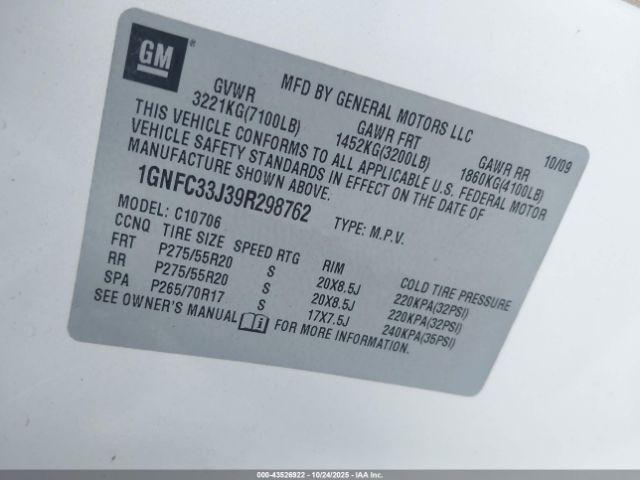 GM
MFD BY GENERAL MOTORS LLC
10/09
GVWR GAWR FRT GAWR RR
3221KG(7100LB) 1452KG(3200LB) 1860KG(4100LB)
THIS VEHICLE CONFORMS TO ALL APPLICABLE U.S. FEDERAL MOTOR
VEHICLE SAFETY STANDARDS IN EFFECT ON THE DATE OF
MANUFACTURE SHOWN ABOVE.
1GNFC33J39R298762
TYPE: M.P.V.
MODEL: C10706
CCNQ TIRE SIZE SPEED RTG RIM COLD TIRE PRESSURE
FRT P275/55R20 S 20X8.5J 220KPA(32PSI)
RR P275/55R20 S 20X8.5J 220KPA(32PSI)
SPA P265/70R17 S 17X7.5J 240KPA(35PSI)
SEE OWNER'S MANUAL FOR MORE INFORMATION.
000-43526922 - 10/24/2025 - IAA Inc.